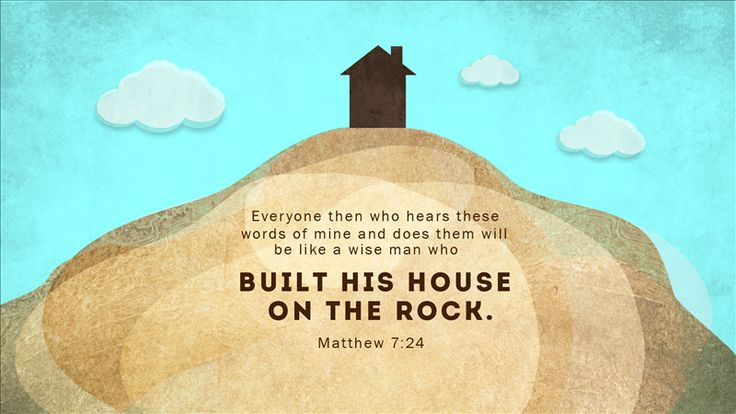 Everyone then who hears these
words of mine and does them will
be like a wise man who
BUILT HIS HOUSE
ON THE ROCK.
Matthew 7:24